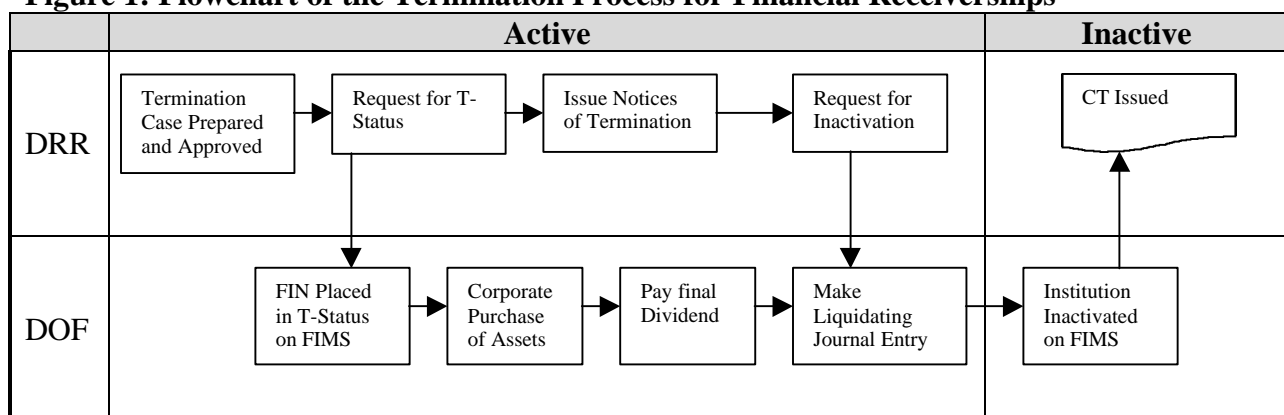 Figure 1: Flowchart of the Termination Process for Financial Receiverships
Active
Inactive
DRR
Termination
Case Prepared
and Approved
Request for T-
Status
Issue Notices
of Termination
Request for
Inactivation
CT Issued
DOF
FIN Placed
in T-Status
on FIMS
Corporate
Purchase
of Assets
Pay final
Dividend
Make
Liquidating
Journal Entry
Institution
Inactivated
on FIMS